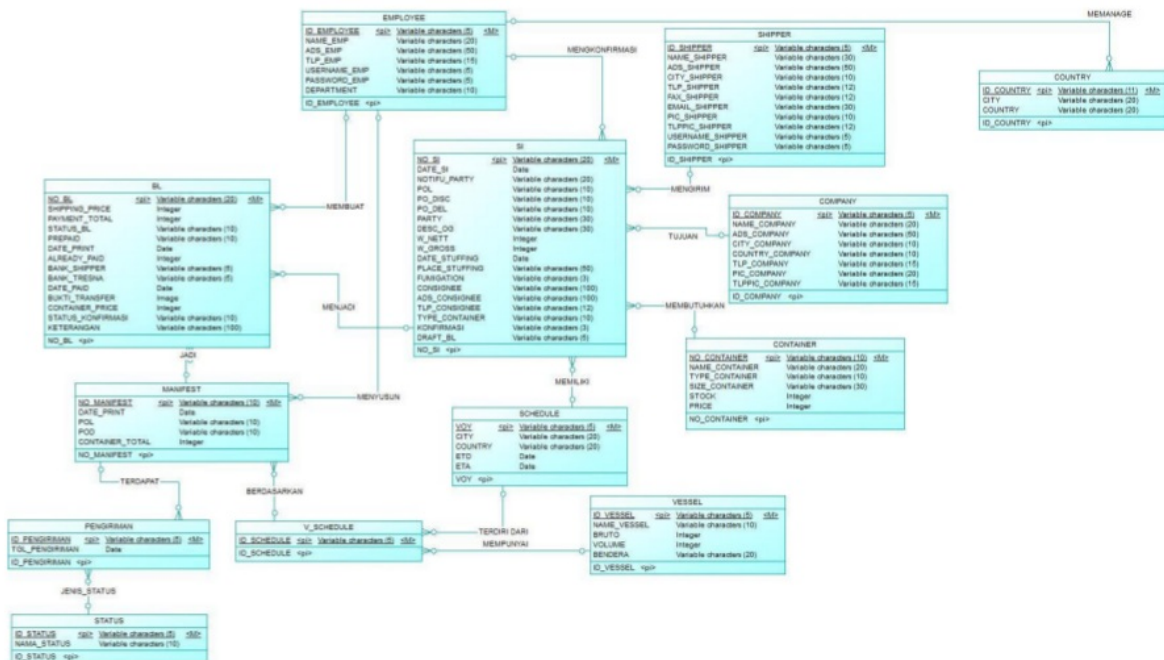 EMPLOYEE
ID_EMPLOYEE <pi> Variable characters (5) <M>
NAME_EMP Variable characters (20)
ADS_EMP Variable characters (50)
TLP_EMP Variable characters (15)
USERNAME_EMP Variable characters (5)
PASSWORD_EMP Variable characters (5)
DEPARTMENT Variable characters (10)
ID_EMPLOYEE <pi>
MEMANAGE
MENGKONFIRMASI
SHIPPER
ID_SHIPPER <pi> Variable characters (5) <M>
NAME_SHIPPER Variable characters (30)
ADS_SHIPPER Variable characters (50)
CITY_SHIPPER Variable characters (10)
TLP_SHIPPER Variable characters (12)
FAX_SHIPPER Variable characters (12)
EMAIL_SHIPPER Variable characters (30)
PIC_SHIPPER Variable characters (10)
TLPPIC_SHIPPER Variable characters (12)
USERNAME_SHIPPER Variable characters (5)
PASSWORD_SHIPPER Variable characters (5)
ID_SHIPPER <pi>
COUNTRY
ID_COUNTRY <pi> Variable characters (11) <M>
CITY Variable characters (20)
COUNTRY Variable characters (20)
ID_COUNTRY <pi>
SI
NO_SI <pi> Variable characters (20) <M>
DATE_SI Date
NOTIFU_PARTY Variable characters (20)
POL Variable characters (10)
PO_DISC Variable characters (10)
PO_DEL Variable characters (10)
PARTY Variable characters (30)
DESC_OG Variable characters (30)
W_NETT Integer
W_GROSS Integer
DATE_STUFFING Date
PLACE_STUFFING Variable characters (50)
FUMIGATION Variable characters (3)
CONSIGNEE Variable characters (100)
ADS_CONSIGNEE Variable characters (100)
TLP_CONSIGNEE Variable characters (12)
TYPE_CONTAINER Variable characters (10)
KONFIRMASI Variable characters (3)
DRAFT_BL Variable characters (5)
NO_SI <pi>
BL
NO_BL <pi> Variable characters (20) <M>
SHIPPING_PRICE Integer
PAYMENT_TOTAL Integer
STATUS_BL Variable characters (10)
PREPAID Variable characters (10)
DATE_PRINT Date
ALREADY_PAID Integer
BANK_SHIPPER Variable characters (5)
BANK_TRESNA Variable characters (5)
DATE_PAID Date
BUKTI_TRANSFER Image
CONTAINER_PRICE Integer
STATUS_KONFIRMASI Variable characters (10)
KETERANGAN Variable characters (100)
NO_BL <pi>
MEMBUAT
MENGIRIM
TUJUAN
MENJADI
COMPANY
ID_COMPANY <pi> Variable characters (5) <M>
NAME_COMPANY Variable characters (20)
ADS_COMPANY Variable characters (50)
CITY_COMPANY Variable characters (10)
COUNTRY_COMPANY Variable characters (10)
TLP_COMPANY Variable characters (15)
PIC_COMPANY Variable characters (20)
TLPPIC_COMPANY Variable characters (15)
ID_COMPANY <pi>
MEMBUTUHKAN
CONTAINER
NO_CONTAINER <pi> Variable characters (10) <M>
NAME_CONTAINER Variable characters (20)
TYPE_CONTAINER Variable characters (10)
SIZE_CONTAINER Variable characters (30)
STOCK Integer
PRICE Integer
NO_CONTAINER <pi>
JADI
MANIFEST
NO_MANIFEST <pi> Variable characters (10) <M>
DATE_PRINT Date
POL Variable characters (10)
POD Variable characters (10)
CONTAINER_TOTAL Integer
NO_MANIFEST <pi>
MENYUSUN
MEMILIKI
SCHEDULE
VOY <pi> Variable characters (5) <M>
CITY Variable characters (20)
COUNTRY Variable characters (20)
ETD Date
ETA Date
VOY <pi>
TERDAPAT
BERDASARKAN
PENGIRIMAN
ID_PENGIRIMAN <pi> Variable characters (5) <M>
TGL_PENGIRIMAN Date
ID_PENGIRIMAN <pi>
V_SCHEDULE
ID_SCHEDULE <pi> Variable characters (5) <M>
ID_SCHEDULE <pi>
TERDIRI DARI
MEMPUNYAI
VESSEL
ID_VESSEL <pi> Variable characters (5) <M>
NAME_VESSEL Variable characters (10)
BRUTO Integer
VOLUME Integer
BENDERA Variable characters (20)
ID_VESSEL <pi>
JENIS_STATUS
STATUS
ID_STATUS <pi> Variable characters (5) <M>
NAMA_STATUS Variable characters (10)
ID_STATUS <pi>